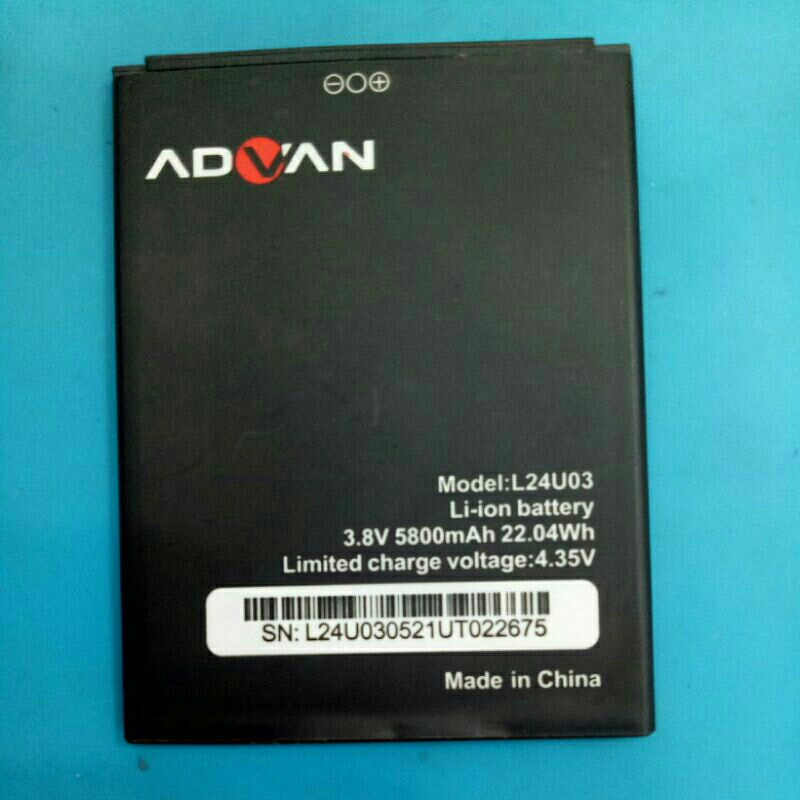 ⊖○⊕
ADVAN
Model:L24U03
Li-ion battery
3.8V 5800mAh 22.04Wh
Limited charge voltage:4.35V
SN: L24U030521UT022675
Made in China